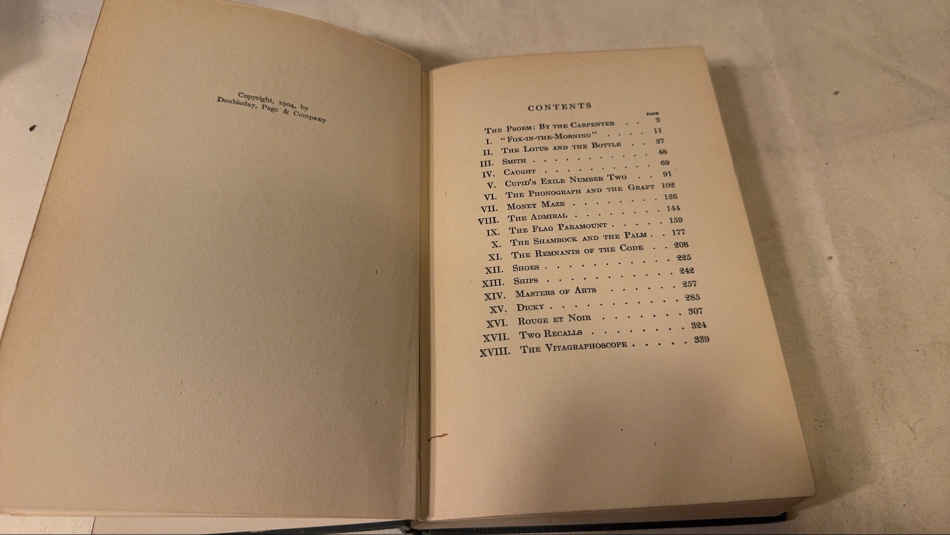 Copyright, 1904, by
Doubleday, Page & Company
CONTENTS
PAGE
The Proem: By the Carpenter . . 3
I. "Fox-in-the-Morning" . . . . 11
II. The Lotus and the Bottle . . 27
III. Smith . . . . . . . . . . 48
IV. Caught . . . . . . . . . 69
V. Cupid's Exile Number Two . . 91
VI. The Phonograph and the Graft 102
VII. Money Maze . . . . . . . 126
VIII. The Admiral . . . . . . . 144
IX. The Flag Paramount . . . . . 159
X. The Shamrock and the Palm . . 177
XI. The Remnants of the Code . . 208
XII. Shoes . . . . . . . . . . 225
XIII. Ships . . . . . . . . . . 242
XIV. Masters of Arts . . . . . . 257
XV. Dicky . . . . . . . . . . 285
XVI. Rouge et Noir . . . . . . 307
XVII. Two Recalls . . . . . . . 324
XVIII. The Vitagraphoscope . . . . . 339